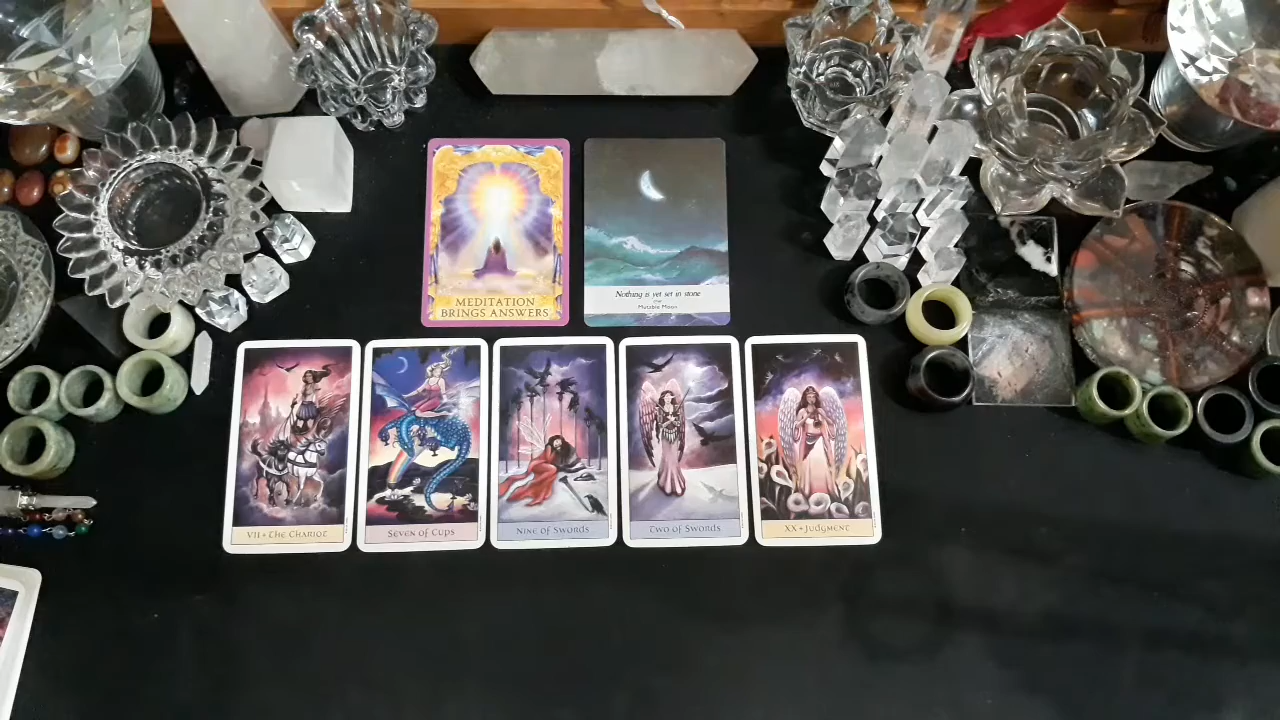 MEDITATION
BRINGS ANSWERS
Nothing is yet set in stone
Mutable Moon
VII • The Chariot
Seven of Cups
Nine of Swords
Two of Swords
XX • Judgment